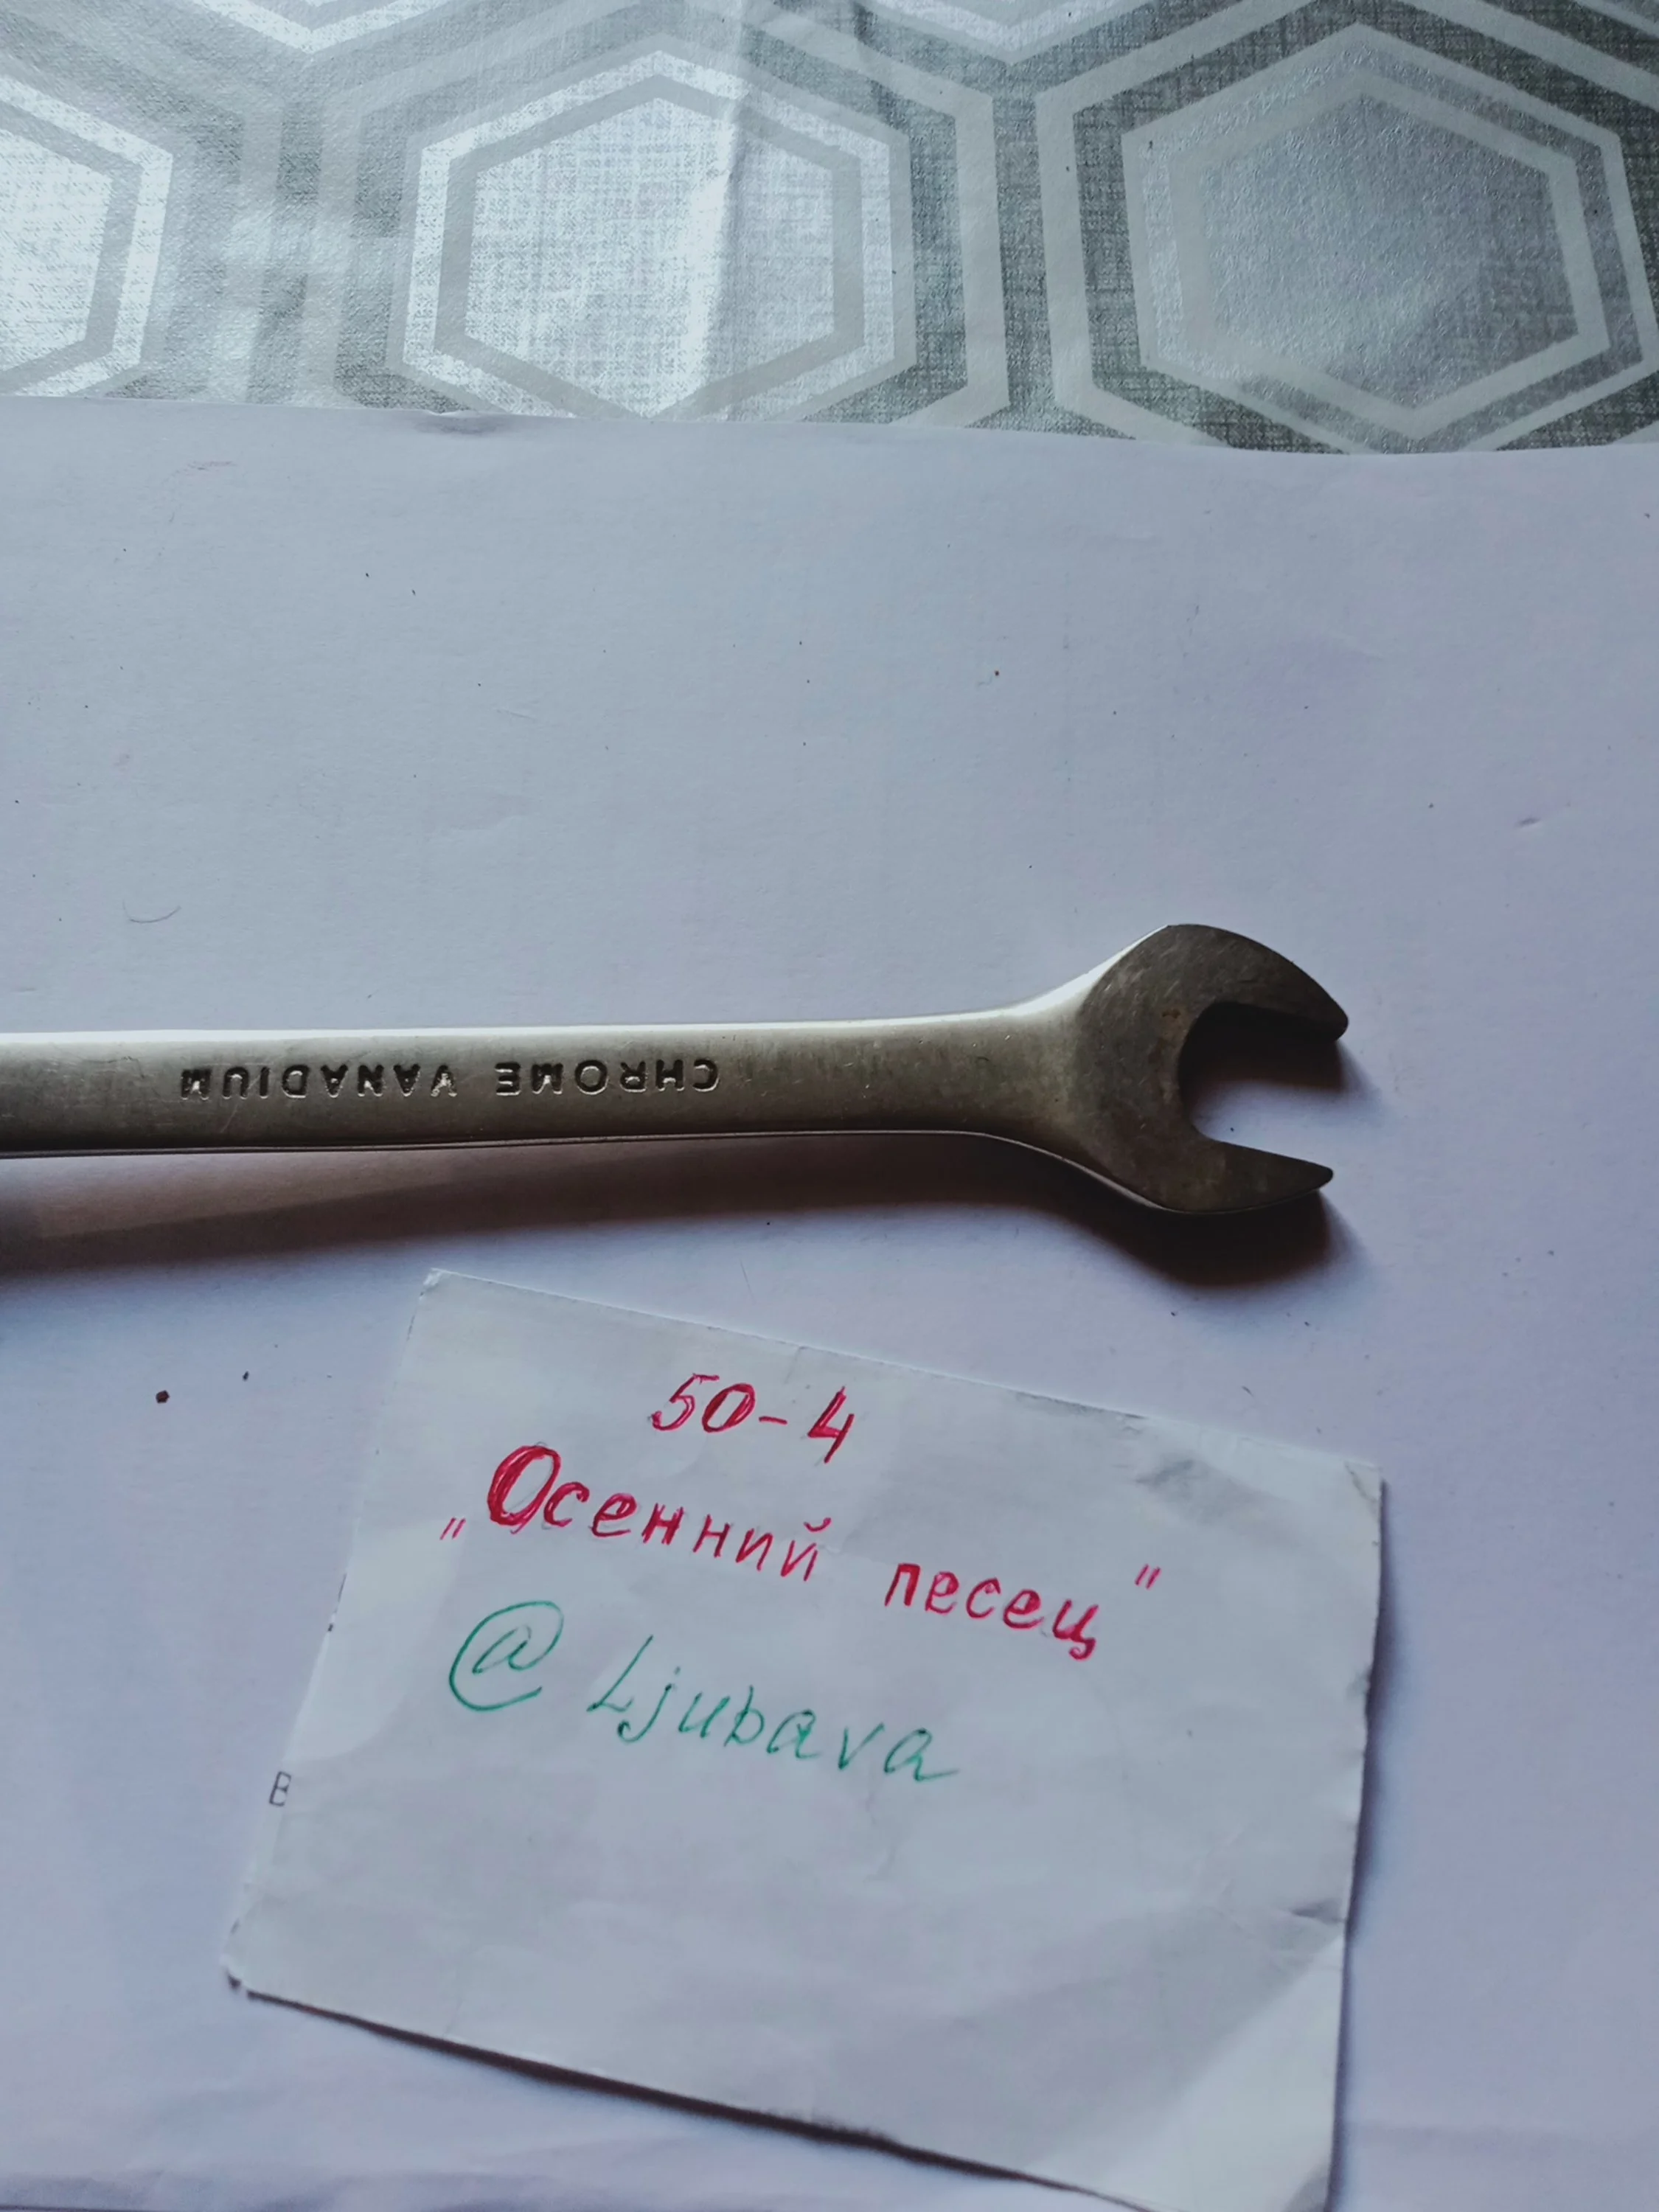 CHROME VANADIUM
50-4
„Осенний песец"
@Ljubava
В